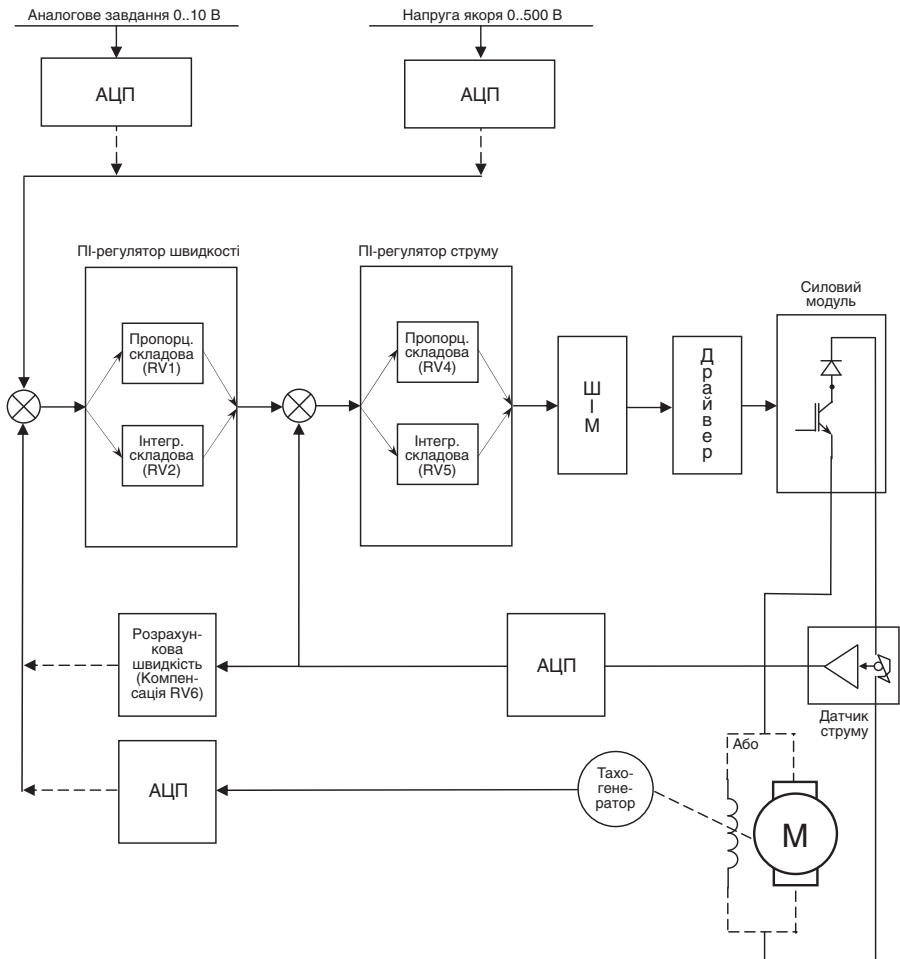 Аналогове завдання 0..10 В
Напруга якоря 0..500 В
АЦП
АЦП
ПІ-регулятор швидкості
ПІ-регулятор струму
Силовий
модуль
Пропорц.
складова
(RV1)
Інтегр.
складова
(RV2)
Пропорц.
складова
(RV4)
Інтегр.
складова
(RV5)
Ш
І
М
Д
р
а
й
в
е
р
Розрахун-
кова
швидкість
(Компен-
сація RV6)
АЦП
Датчик
струму
АЦП
Тахо-
гене-
ратор
Або
М